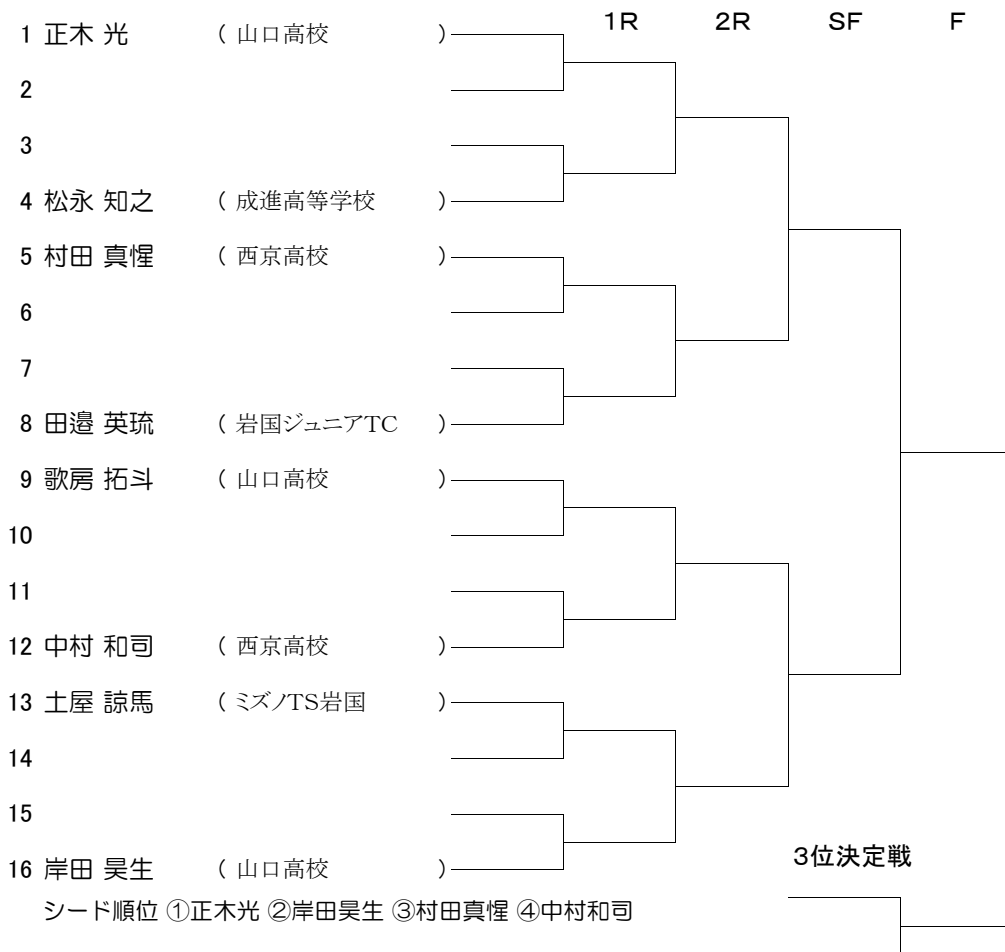 1R 2R SF F
1 正木 光 ( 山口高校 )
2
3
4 松永 知之 ( 成進高等学校 )
5 村田 真惺 ( 西京高校 )
6
7
8 田邉 英琉 ( 岩国ジュニアTC )
9 歌房 拓斗 ( 山口高校 )
10
11
12 中村 和司 ( 西京高校 )
13 土屋 諒馬 ( ミズノTS岩国 )
14
15
16 岸田 昊生 ( 山口高校 )
3位決定戦
シード順位 ①正木光 ②岸田昊生 ③村田真惺 ④中村和司